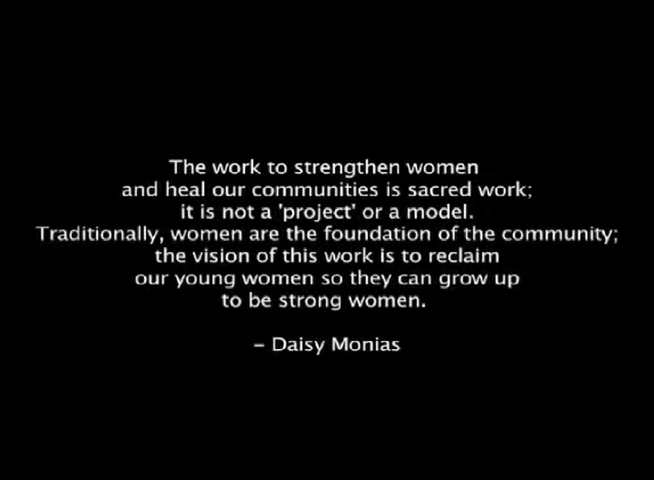 The work to strengthen women
and heal our communities is sacred work;
it is not a 'project' or a model.
Traditionally, women are the foundation of the community;
the vision of this work is to reclaim
our young women so they can grow up
to be strong women.
– Daisy Monias